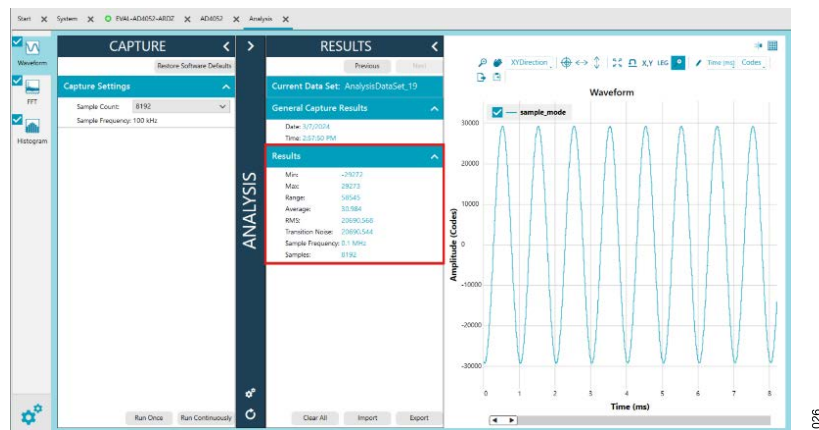 Start System EVAL-AD4052-ARDZ AD4052 Analysis
Waveform
FFT
Histogram
CAPTURE
Restore Software Defaults
Capture Settings
Sample Count: 8192
Sample Frequency: 100 kHz
Run Once Run Continuously
ANALYSIS
RESULTS
Previous Next
Current Data Set: AnalysisDataSet_19
General Capture Results
Date: 3/7/2024
Time: 2:57:50 PM
Results
Min: -29272
Max: 29273
Range: 58545
Average: 30.984
RMS: 20690.568
Transition Noise: 20690.544
Sample Frequency: 0.1 MHz
Samples: 8192
Clear All Import Export
XYDirection X,Y LEG Time (ms) Codes
Waveform
sample_mode
Amplitude (Codes)
30000
20000
10000
0
-10000
-20000
-30000
0 1 2 3 4 5 6 7 8
Time (ms)
026